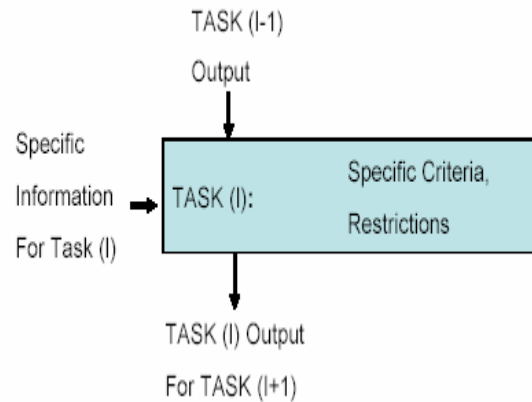 TASK (I-1)
Output
Specific
Information
For Task (I)
TASK (I):
Specific Criteria,
Restrictions
TASK (I) Output
For TASK (I+1)